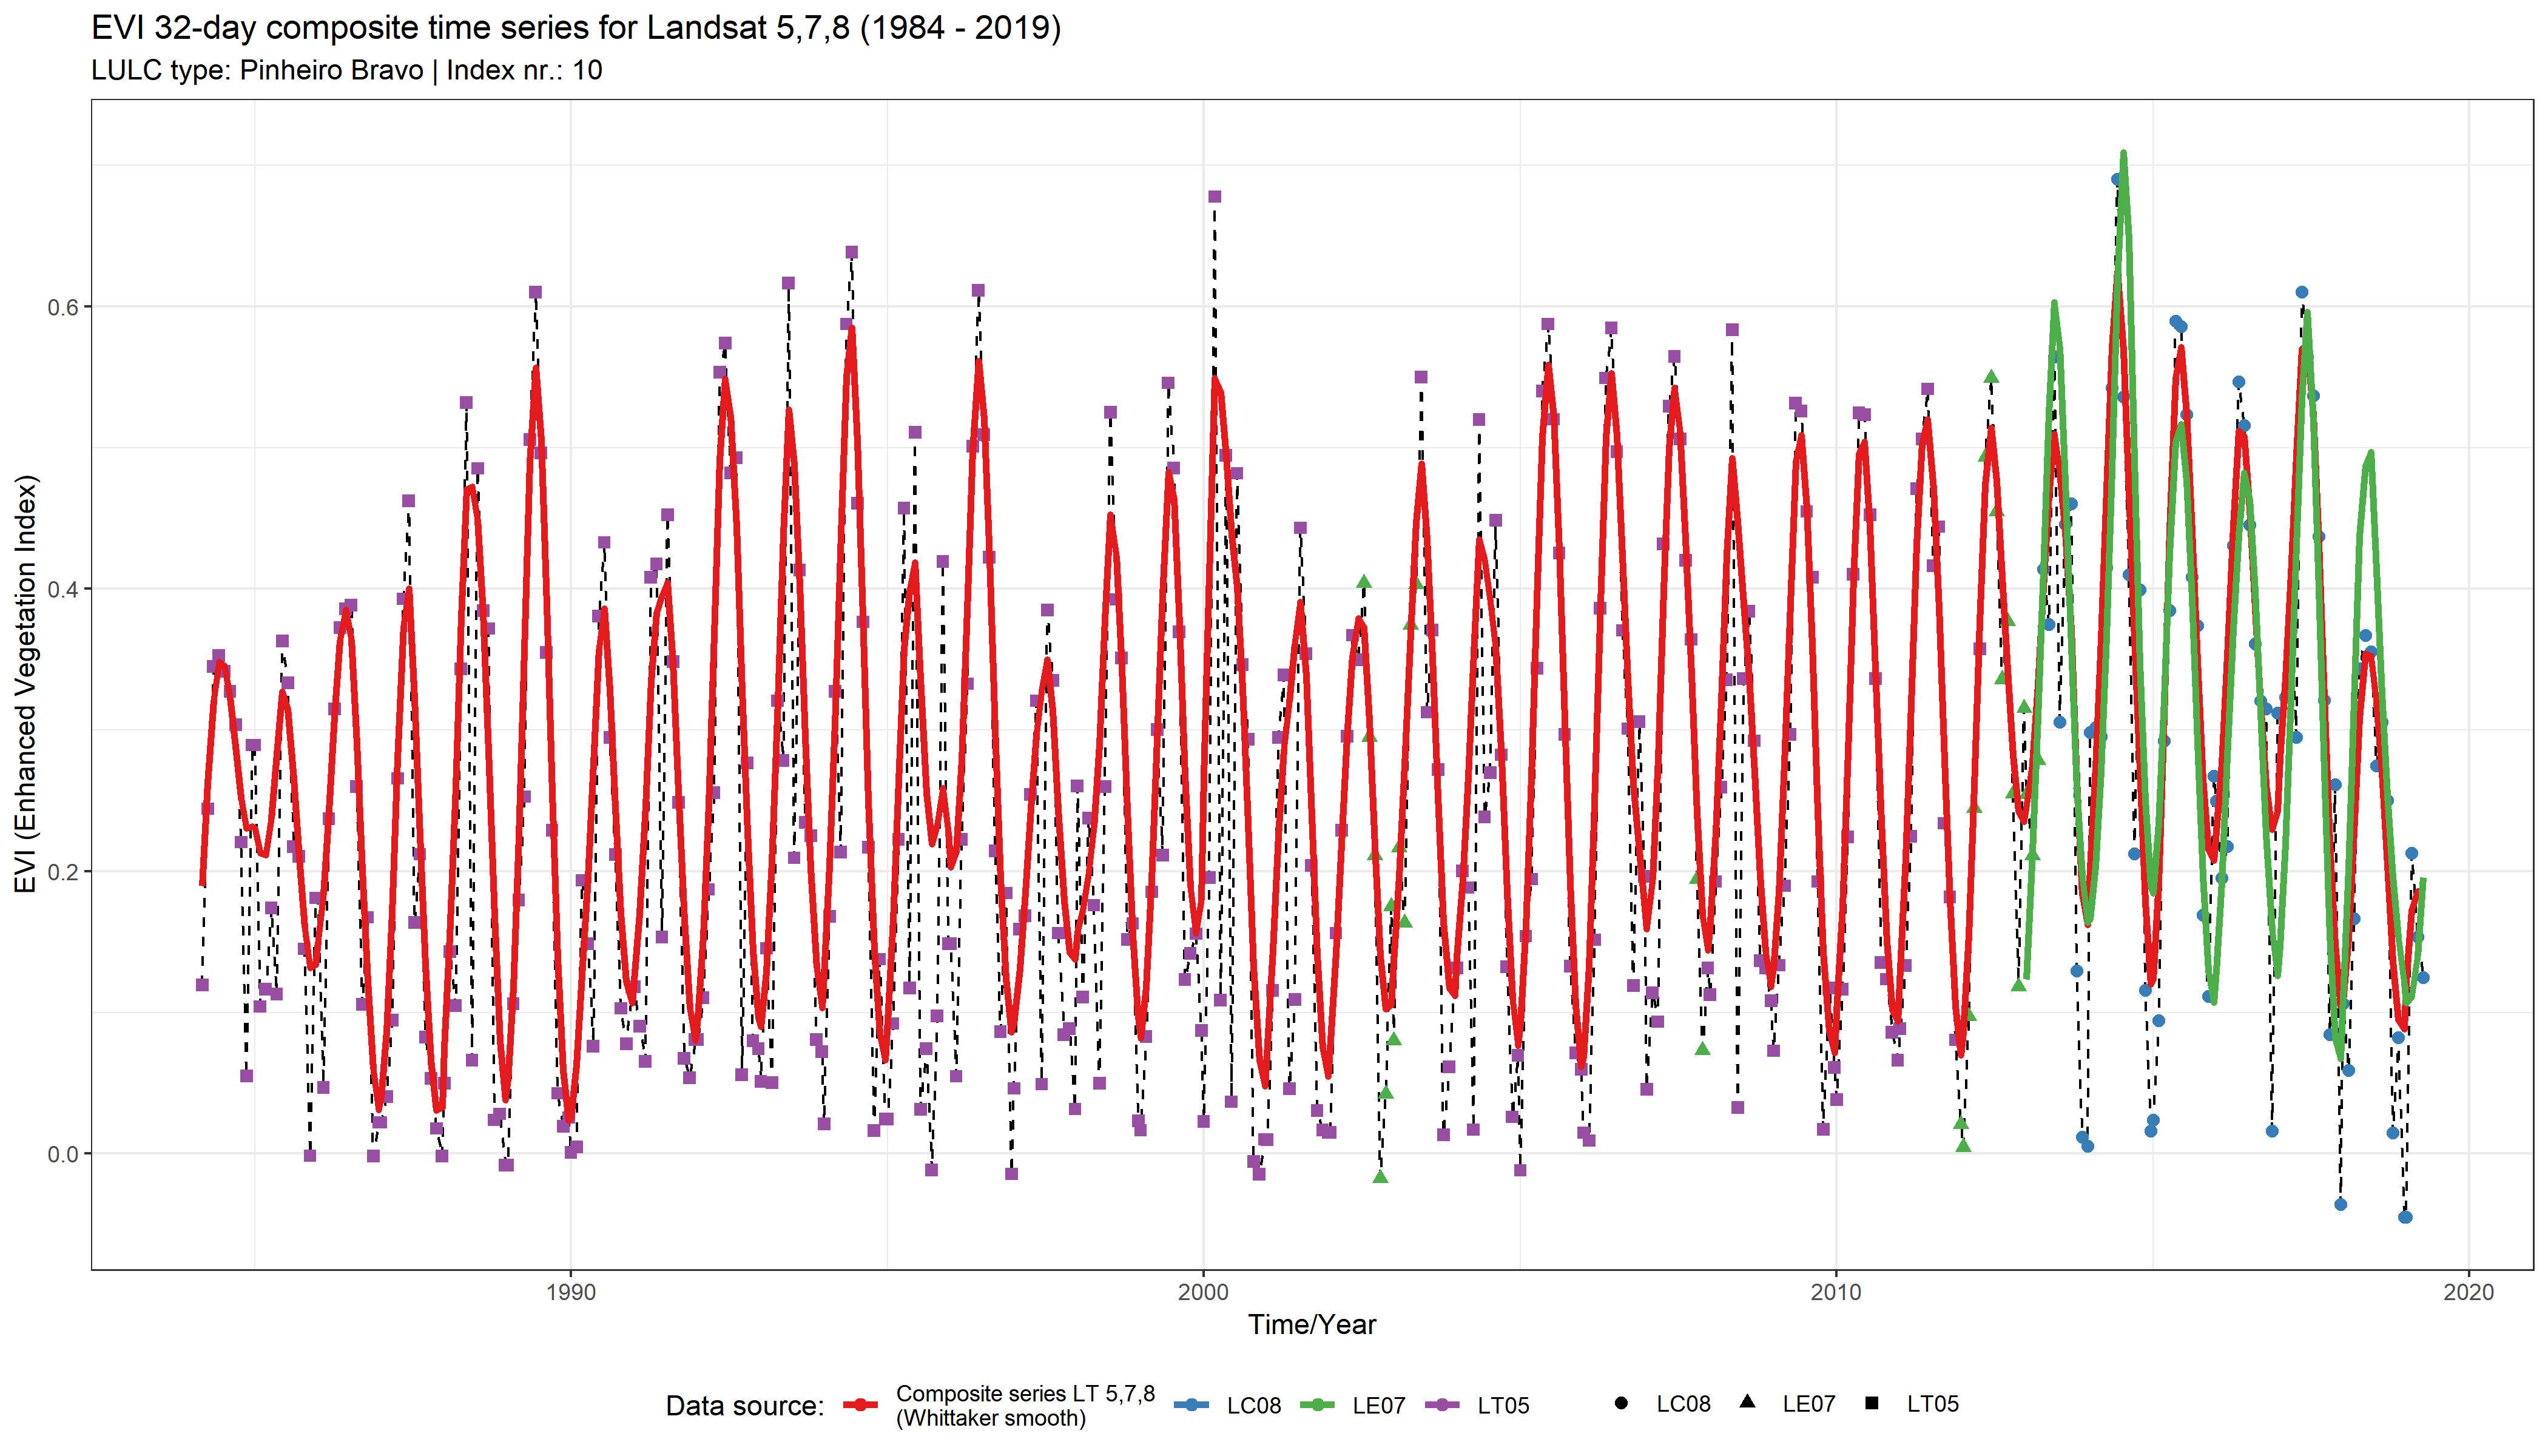 EVI 32-day composite time series for Landsat 5,7,8 (1984 - 2019)
LULC type: Pinheiro Bravo | Index nr.: 10
EVI (Enhanced Vegetation Index)
0.6
0.4
0.2
0.0
1990 2000 2010 2020
Time/Year
Data source: Composite series LT 5,7,8 LC08 LE07 LT05 LC08 LE07 LT05
(Whittaker smooth)